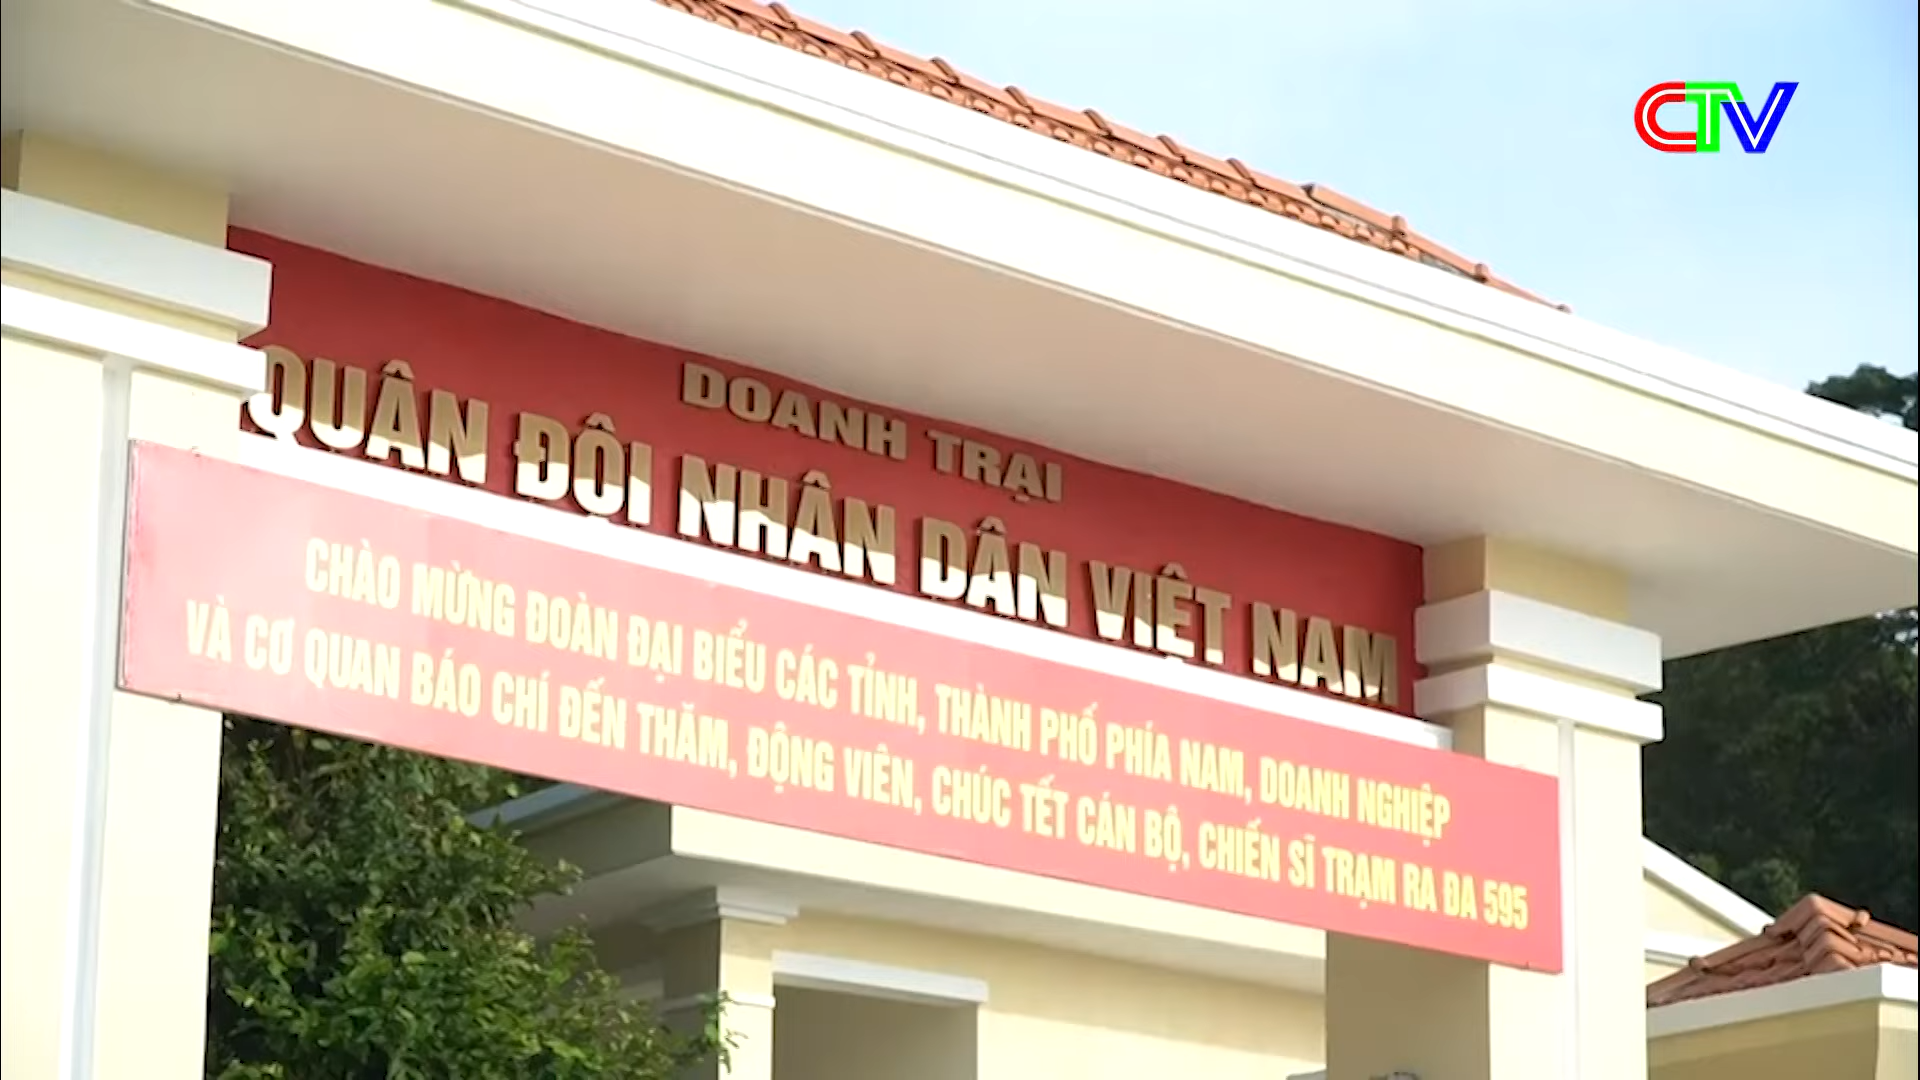 CTV
DOANH TRẠI
QUÂN ĐỘI NHÂN DÂN VIỆT NAM
CHÀO MỪNG ĐOÀN ĐẠI BIỂU CÁC TỈNH, THÀNH PHỐ PHÍA NAM, DOANH NGHIỆP
VÀ CƠ QUAN BÁO CHÍ ĐẾN THĂM, ĐỘNG VIÊN, CHÚC TẾT CÁN BỘ, CHIẾN SĨ TRẠM RA ĐA 595